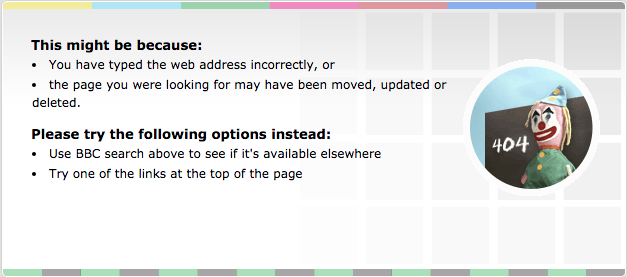 This might be because:
• You have typed the web address incorrectly, or
• the page you were looking for may have been moved, updated or
deleted.
Please try the following options instead:
• Use BBC search above to see if it's available elsewhere
• Try one of the links at the top of the page
404